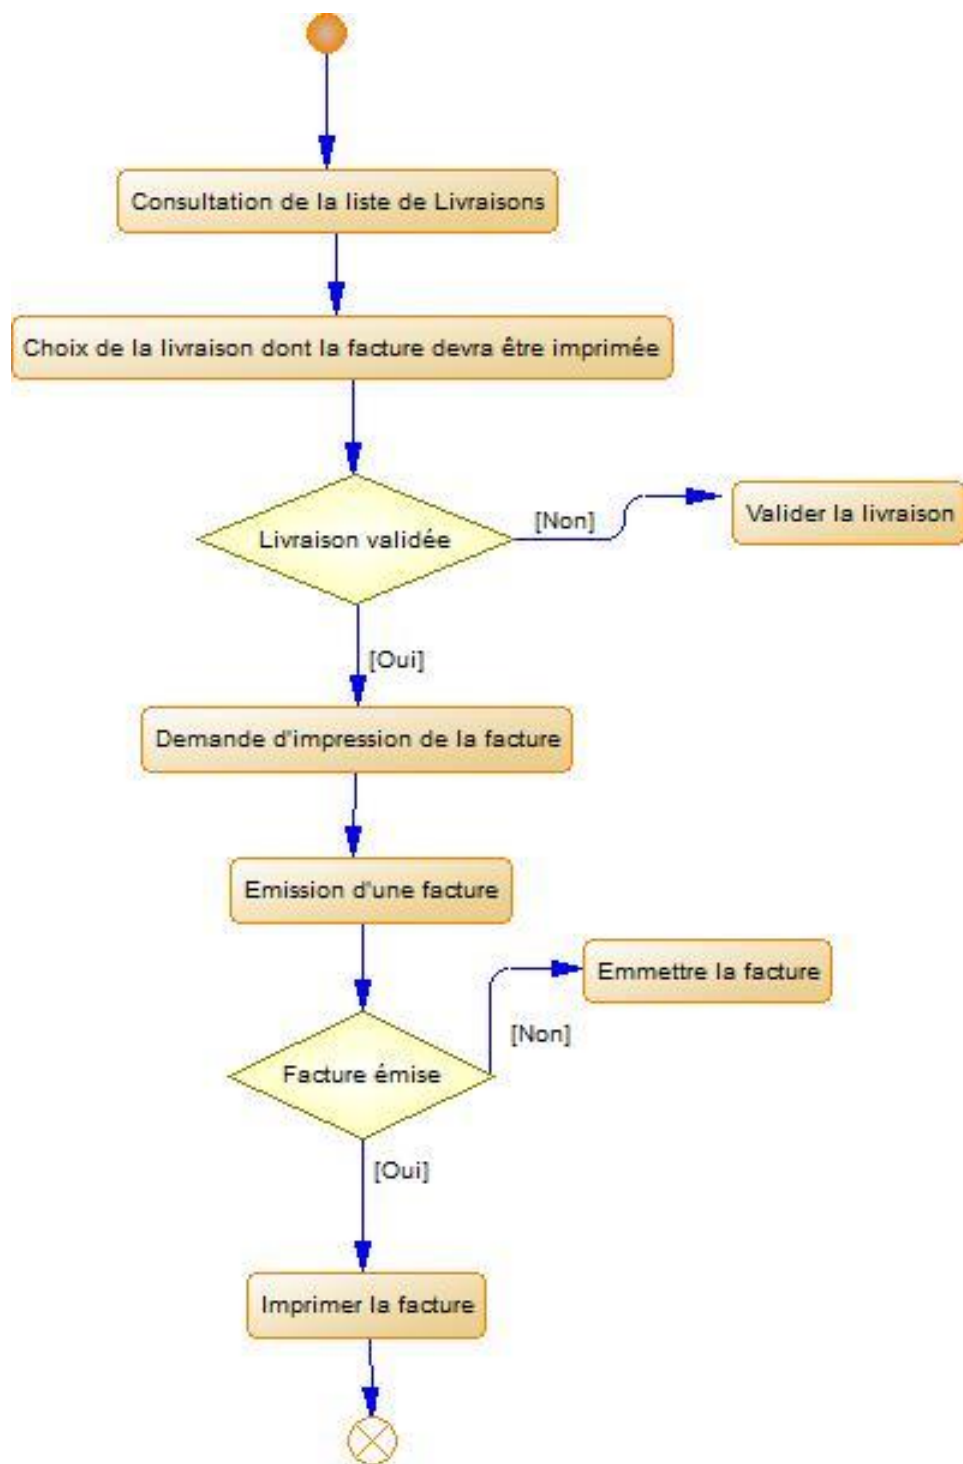 Consultation de la liste de Livraisons
Choix de la livraison dont la facture devra être imprimée
Livraison validée
[Non]
Valider la livraison
[Oui]
Demande d'impression de la facture
Emission d'une facture
Emmettre la facture
[Non]
Facture émise
[Oui]
Imprimer la facture